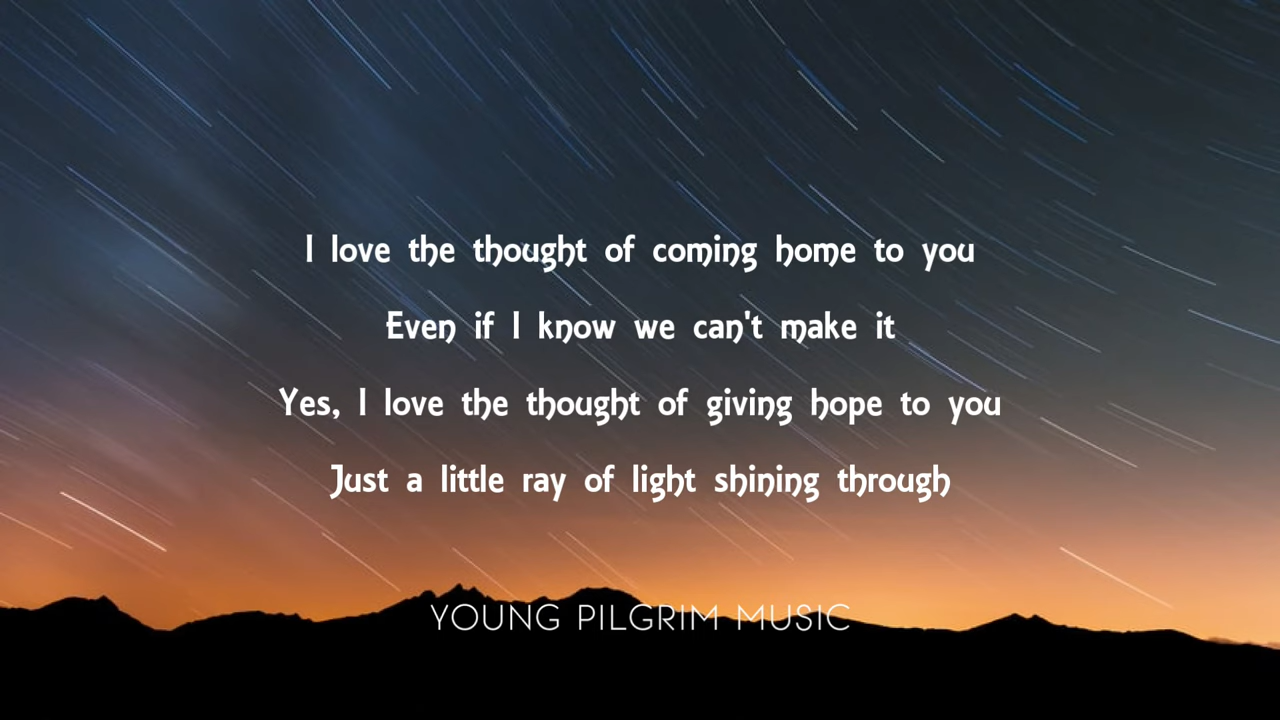 I love the thought of coming home to you
Even if I know we can't make it
Yes, I love the thought of giving hope to you
Just a little ray of light shining through
YOUNG PILGRIM MUSIC